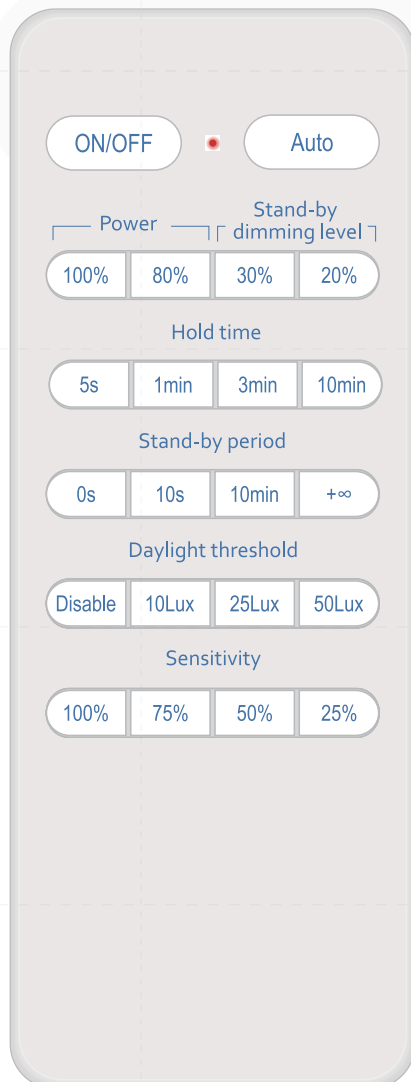 ON/OFF Auto
Power Stand-by
dimming level
100% 80% 30% 20%
Hold time
5s 1min 3min 10min
Stand-by period
0s 10s 10min +∞
Daylight threshold
Disable 10Lux 25Lux 50Lux
Sensitivity
100% 75% 50% 25%